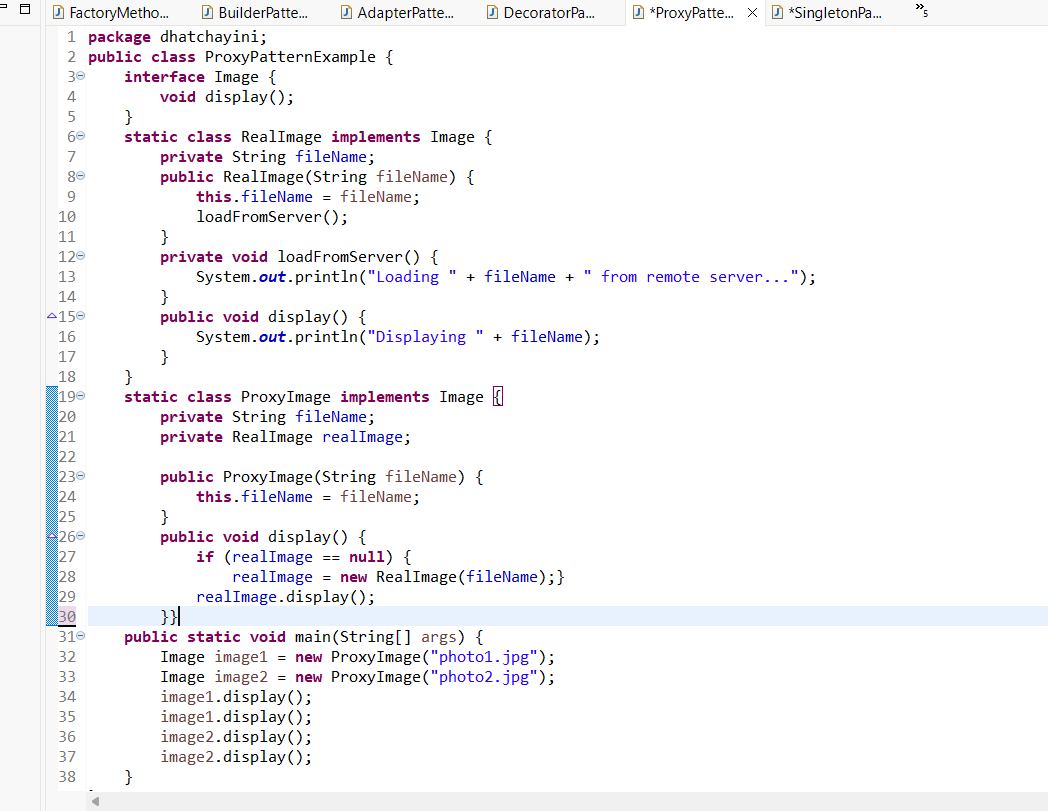 FactoryMetho... BuilderPatte... AdapterPatte... DecoratorPa... *ProxyPatte... *SingletonPa... »5
1 package dhatchayini;
2 public class ProxyPatternExample {
3 interface Image {
4 void display();
5 }
6 static class RealImage implements Image {
7 private String fileName;
8 public RealImage(String fileName) {
9 this.fileName = fileName;
10 loadFromServer();
11 }
12 private void loadFromServer() {
13 System.out.println("Loading " + fileName + " from remote server...");
14 }
15 public void display() {
16 System.out.println("Displaying " + fileName);
17 }
18 }
19 static class ProxyImage implements Image {
20 private String fileName;
21 private RealImage realImage;
22
23 public ProxyImage(String fileName) {
24 this.fileName = fileName;
25 }
26 public void display() {
27 if (realImage == null) {
28 realImage = new RealImage(fileName);}
29 realImage.display();
30 }}
31 public static void main(String[] args) {
32 Image image1 = new ProxyImage("photo1.jpg");
33 Image image2 = new ProxyImage("photo2.jpg");
34 image1.display();
35 image1.display();
36 image2.display();
37 image2.display();
38 }